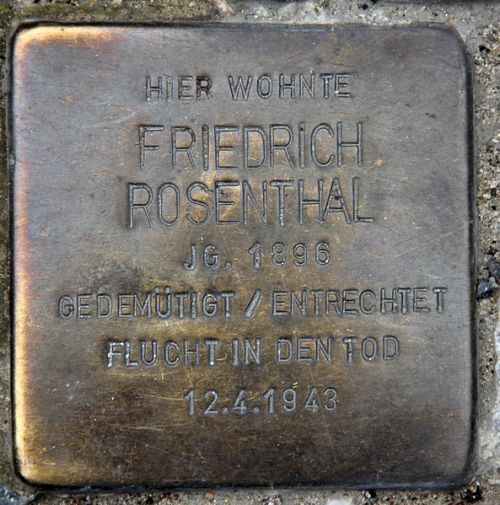 HIER WOHNTE
FRIEDRICH
ROSENTHAL
JG. 1896
GEDEMÜTIGT / ENTRECHTET
FLUCHT IN DEN TOD
12.4.1943